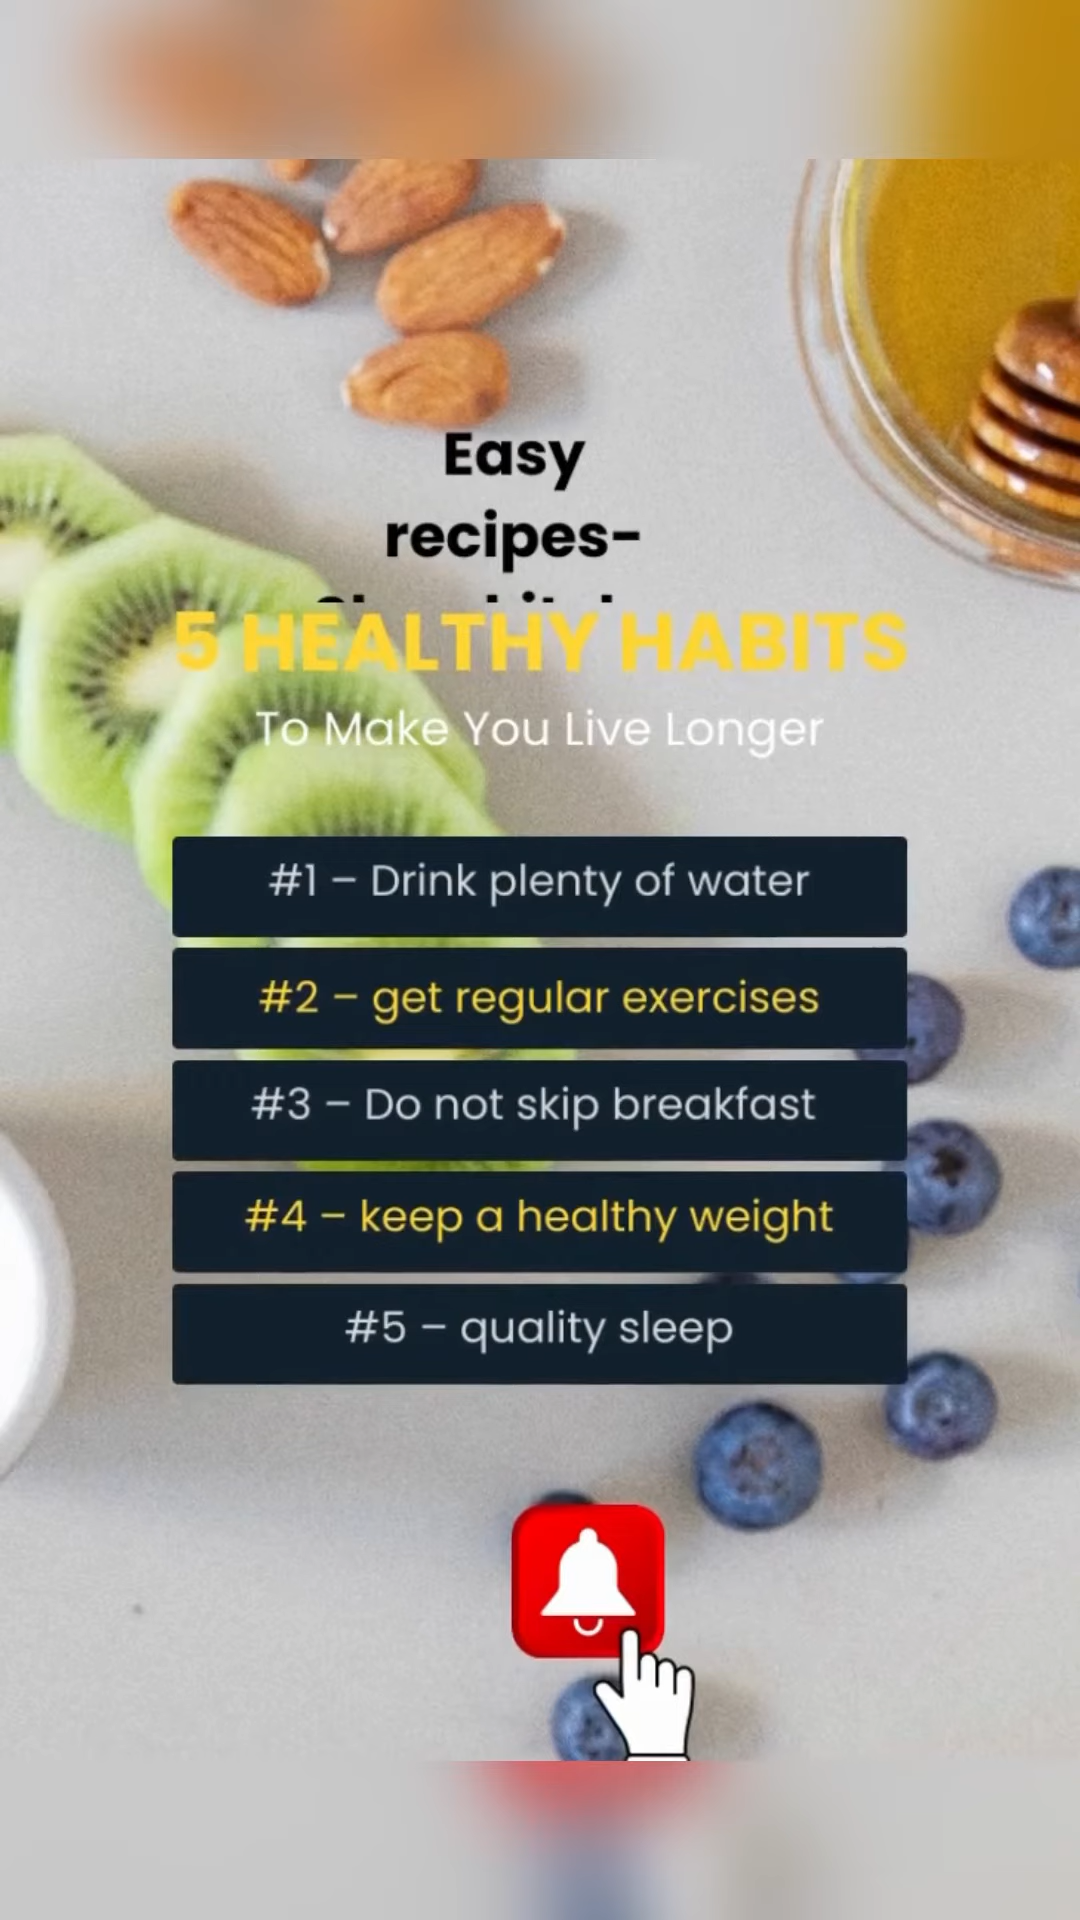 Easy
recipes-
5 HEALTHY HABITS
To Make You Live Longer
#1 – Drink plenty of water
#2 – get regular exercises
#3 – Do not skip breakfast
#4 – keep a healthy weight
#5 – quality sleep